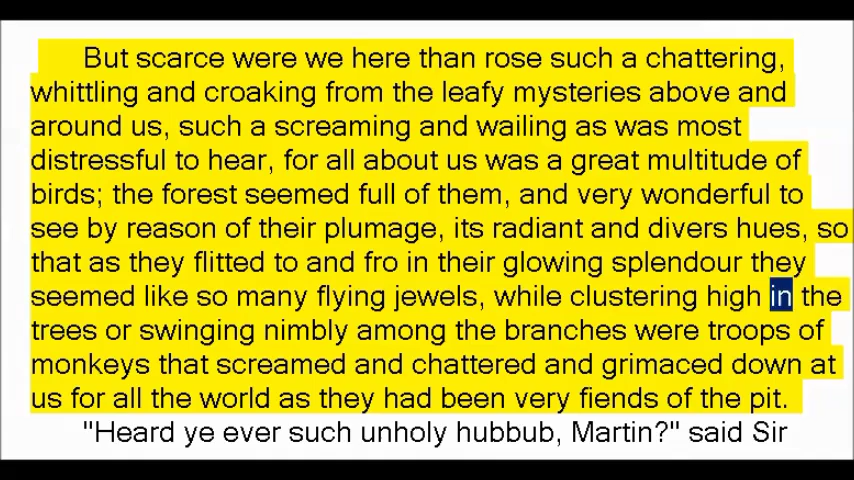 But scarce were we here than rose such a chattering,
whittling and croaking from the leafy mysteries above and
around us, such a screaming and wailing as was most
distressful to hear, for all about us was a great multitude of
birds; the forest seemed full of them, and very wonderful to
see by reason of their plumage, its radiant and divers hues, so
that as they flitted to and fro in their glowing splendour they
seemed like so many flying jewels, while clustering high in the
trees or swinging nimbly among the branches were troops of
monkeys that screamed and chattered and grimaced down at
us for all the world as they had been very fiends of the pit.
"Heard ye ever such unholy hubbub, Martin?" said Sir